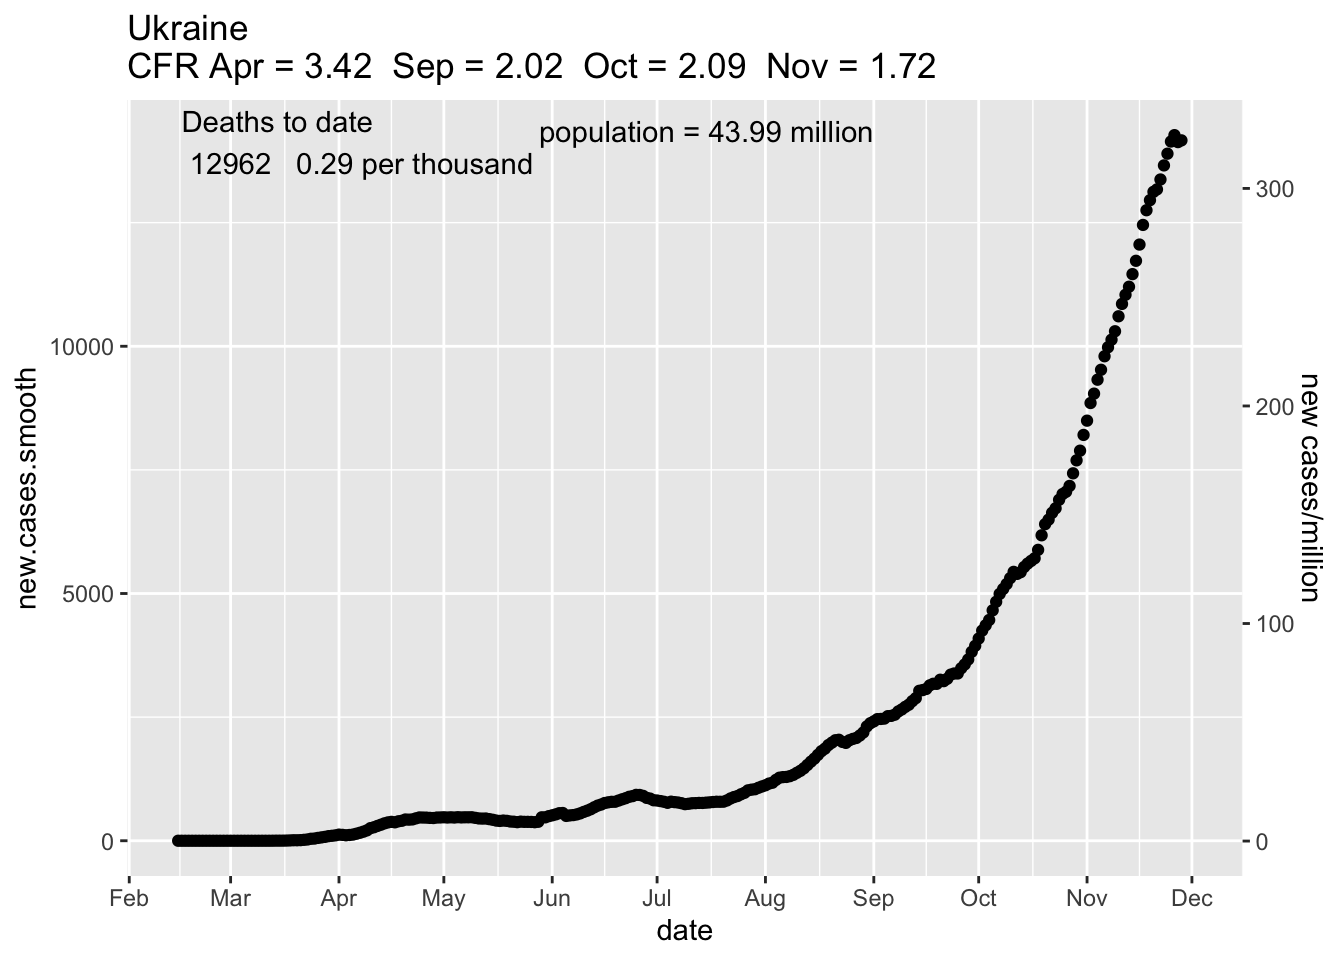 Ukraine
CFR Apr = 3.42 Sep = 2.02 Oct = 2.09 Nov = 1.72
Deaths to date
population = 43.99 million
12962 0.29 per thousand
new.cases.smooth
10000
5000
0
300
200
100
0
new cases/million
Feb Mar Apr May Jun Jul Aug Sep Oct Nov Dec
date